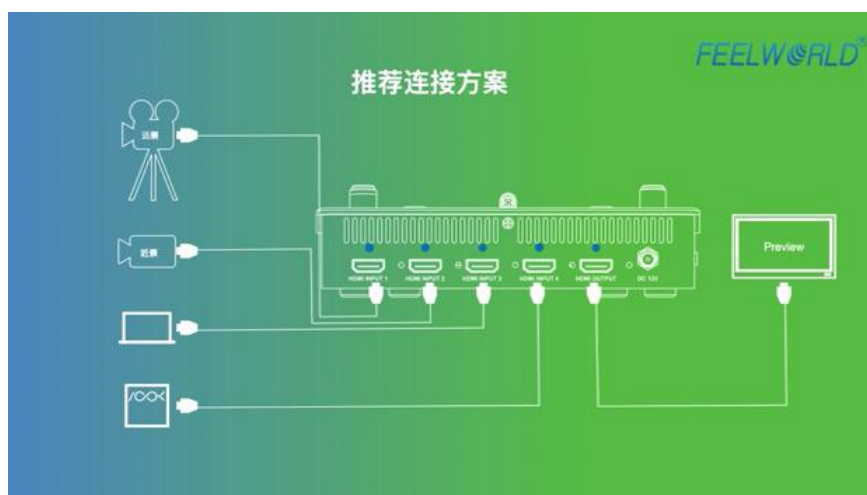 FEELWORLD®
推荐连接方案
远景
近景
HDMI INPUT 1
HDMI INPUT 2
HDMI INPUT 3
HDMI INPUT 4
HDMI OUTPUT
DC 12V
Preview